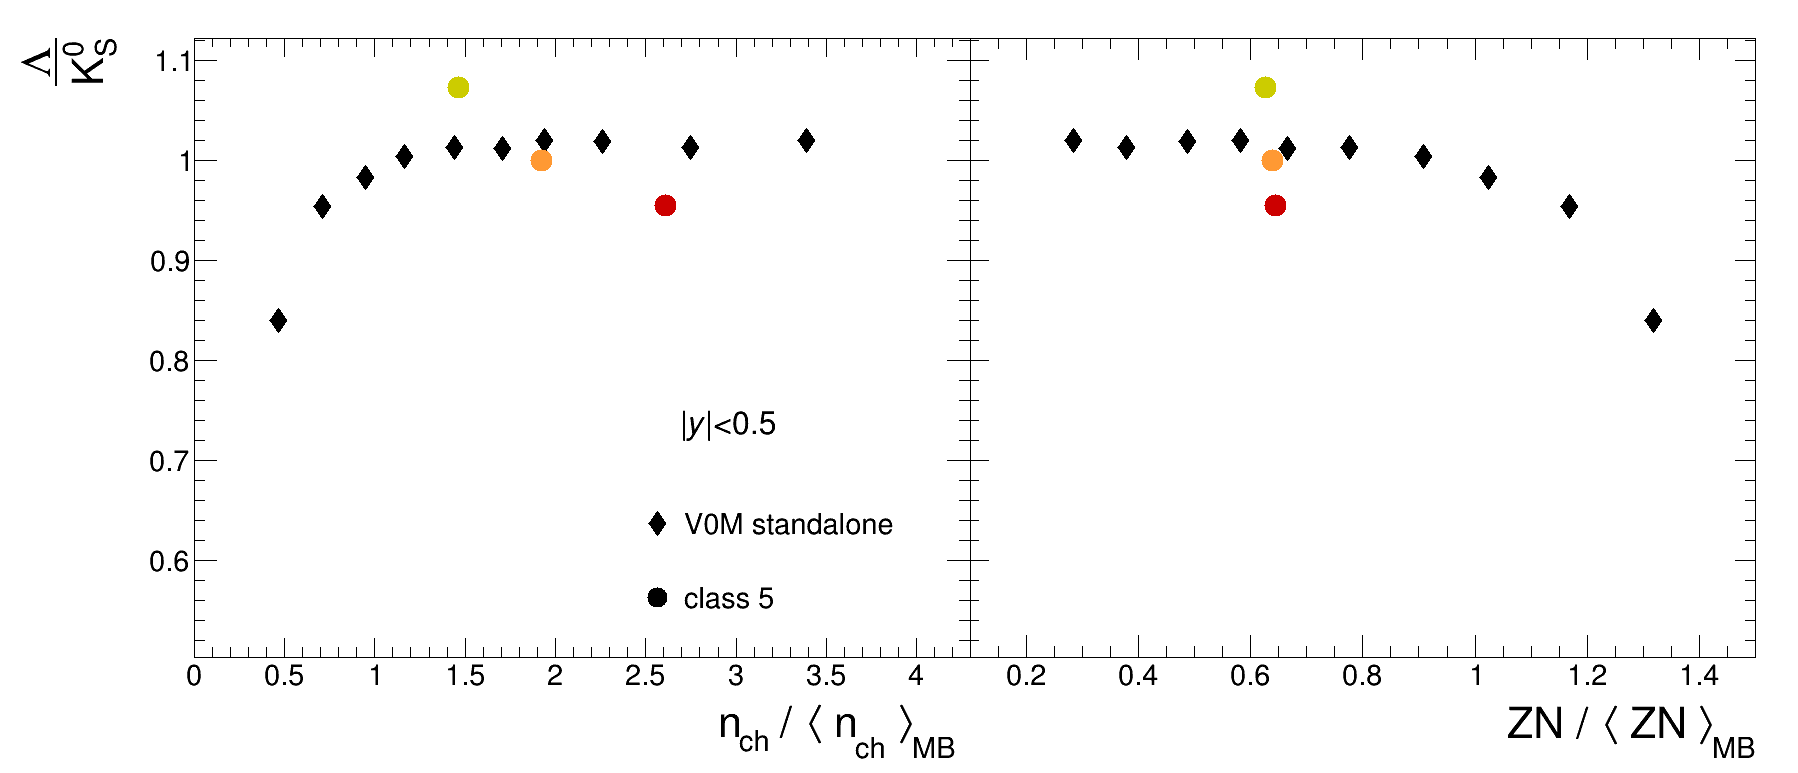 Λ/K⁰S
1.1
1
0.9
0.8
0.7
0.6
|y|<0.5
V0M standalone
class 5
0 0.5 1 1.5 2 2.5 3 3.5 4
0.2 0.4 0.6 0.8 1 1.2 1.4
n_ch / ⟨ n_ch ⟩_MB
ZN / ⟨ ZN ⟩_MB